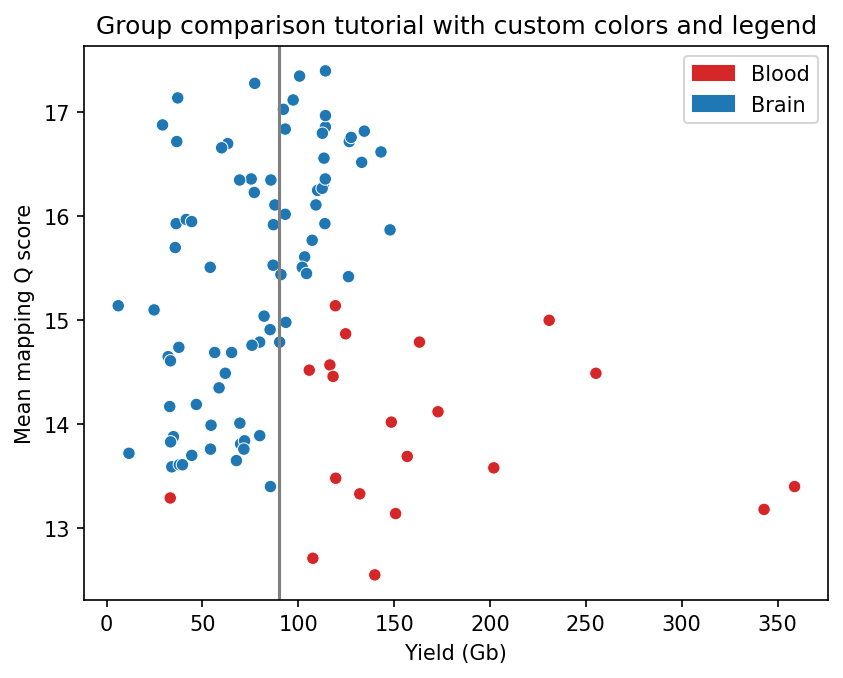 Group comparison tutorial with custom colors and legend
Blood
Brain
Mean mapping Q score
17
16
15
14
13
0 50 100 150 200 250 300 350
Yield (Gb)